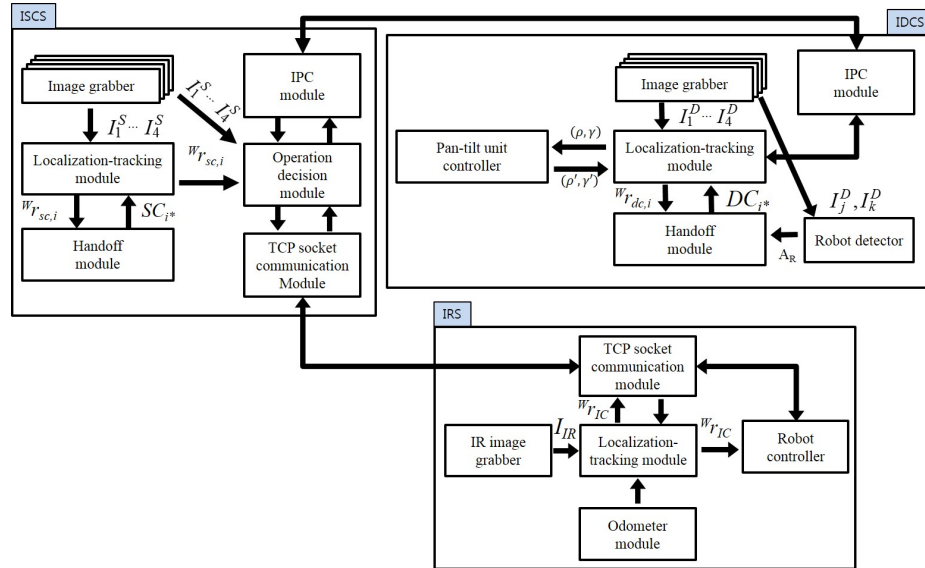 ISCS
Image grabber
I_1^S ... I_4^S
I_1^S ... I_4^S
Localization-tracking
module
^W r_{sc,i}
^W r_{sc,i}
SC_{i*}
Handoff
module
IPC
module
Operation
decision
module
TCP socket
communication
Module
IDCS
Image grabber
I_1^D ... I_4^D
IPC
module
Pan-tilt unit
controller
(ρ, γ)
(ρ', γ')
Localization-tracking
module
^W r_{dc,i}
DC_{i*}
I_j^D, I_k^D
Handoff
module
A_R
Robot detector
IRS
TCP socket
communication
module
^W r_{IC}
IR image
grabber
I_{IR}
Localization-
tracking module
^W r_{IC}
Robot
controller
Odometer
module